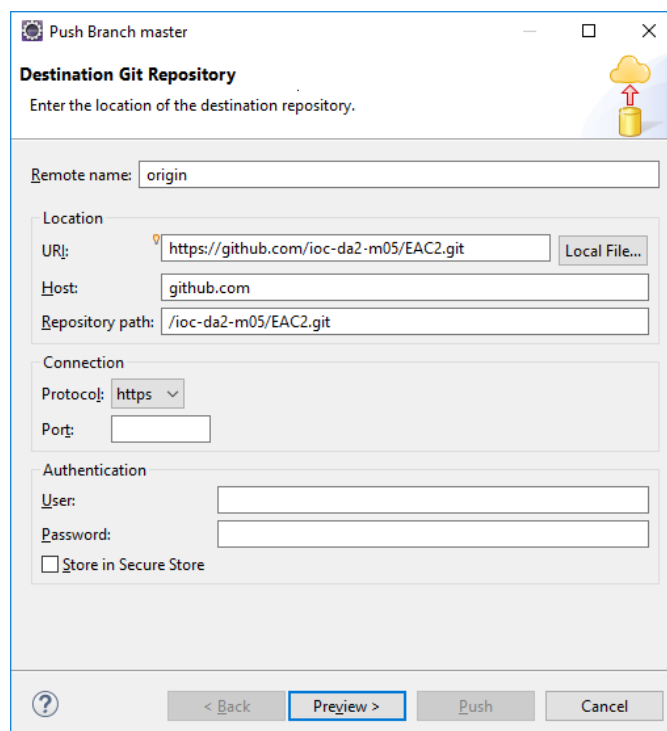 Push Branch master
Destination Git Repository
Enter the location of the destination repository.
Remote name: origin
Location
URI: https://github.com/ioc-da2-m05/EAC2.git Local File...
Host: github.com
Repository path: /ioc-da2-m05/EAC2.git
Connection
Protocol: https
Port:
Authentication
User:
Password:
Store in Secure Store
? < Back Preview > Push Cancel